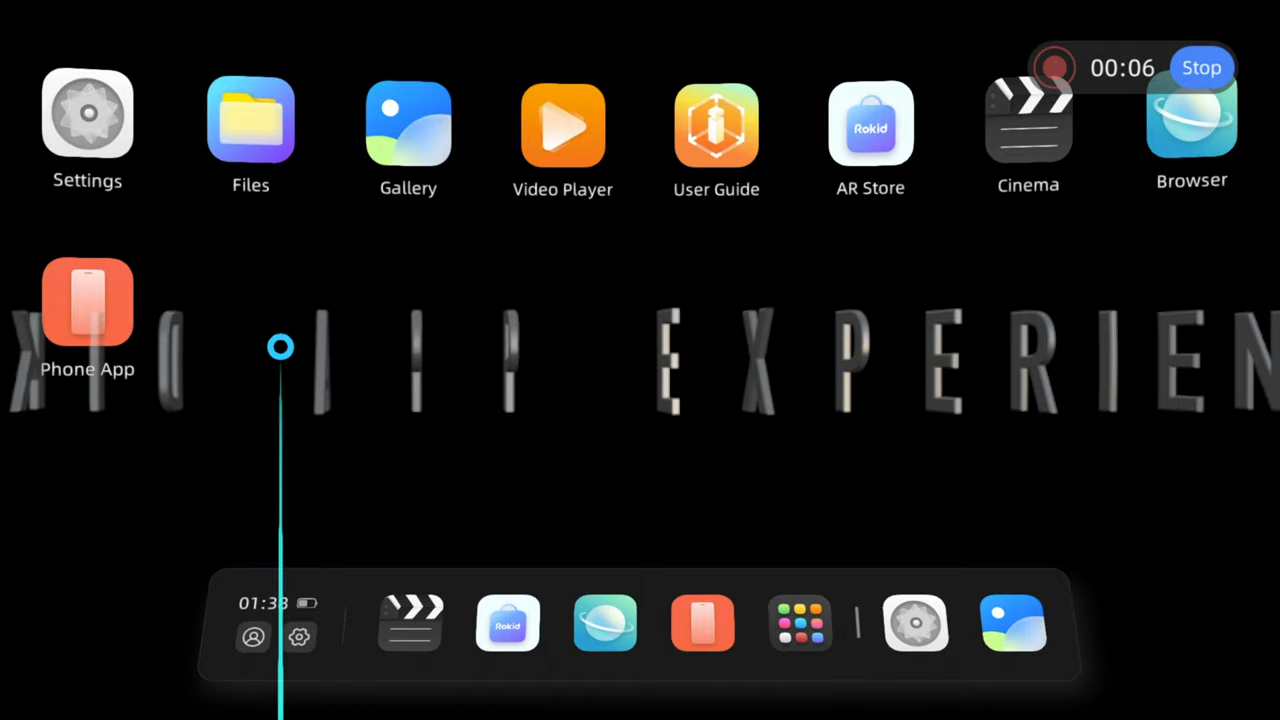 00:06 Stop
Settings
Files
Gallery
Video Player
User Guide
Rokid
AR Store
Cinema
Browser
Phone App
EXPERIEN
01:33
Rokid